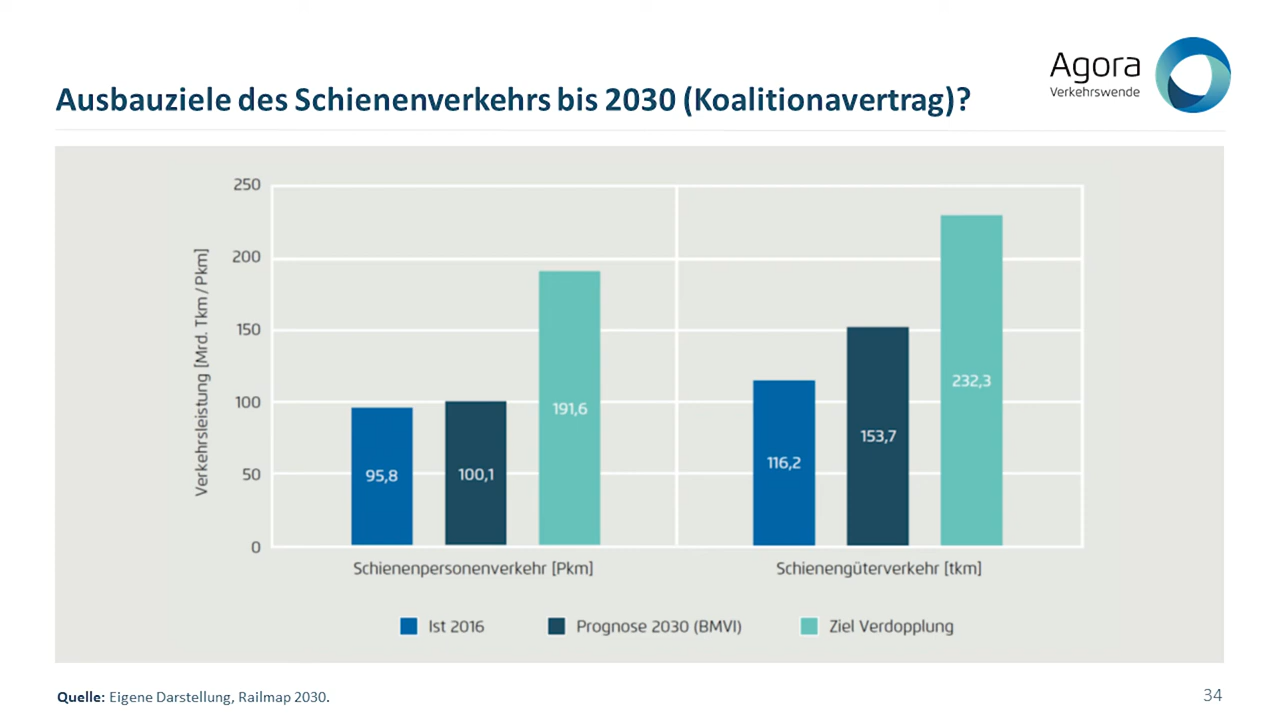 Agora
Verkehrswende
Ausbauziele des Schienenverkehrs bis 2030 (Koalitionavertrag)?
Verkehrsleistung [Mrd. Tkm / Pkm]
250
200
150
100
50
0
95,8
100,1
191,6
116,2
153,7
232,3
Schienenpersonenverkehr [Pkm]
Schienengüterverkehr [tkm]
Ist 2016
Prognose 2030 (BMVI)
Ziel Verdopplung
Quelle: Eigene Darstellung, Railmap 2030.
34